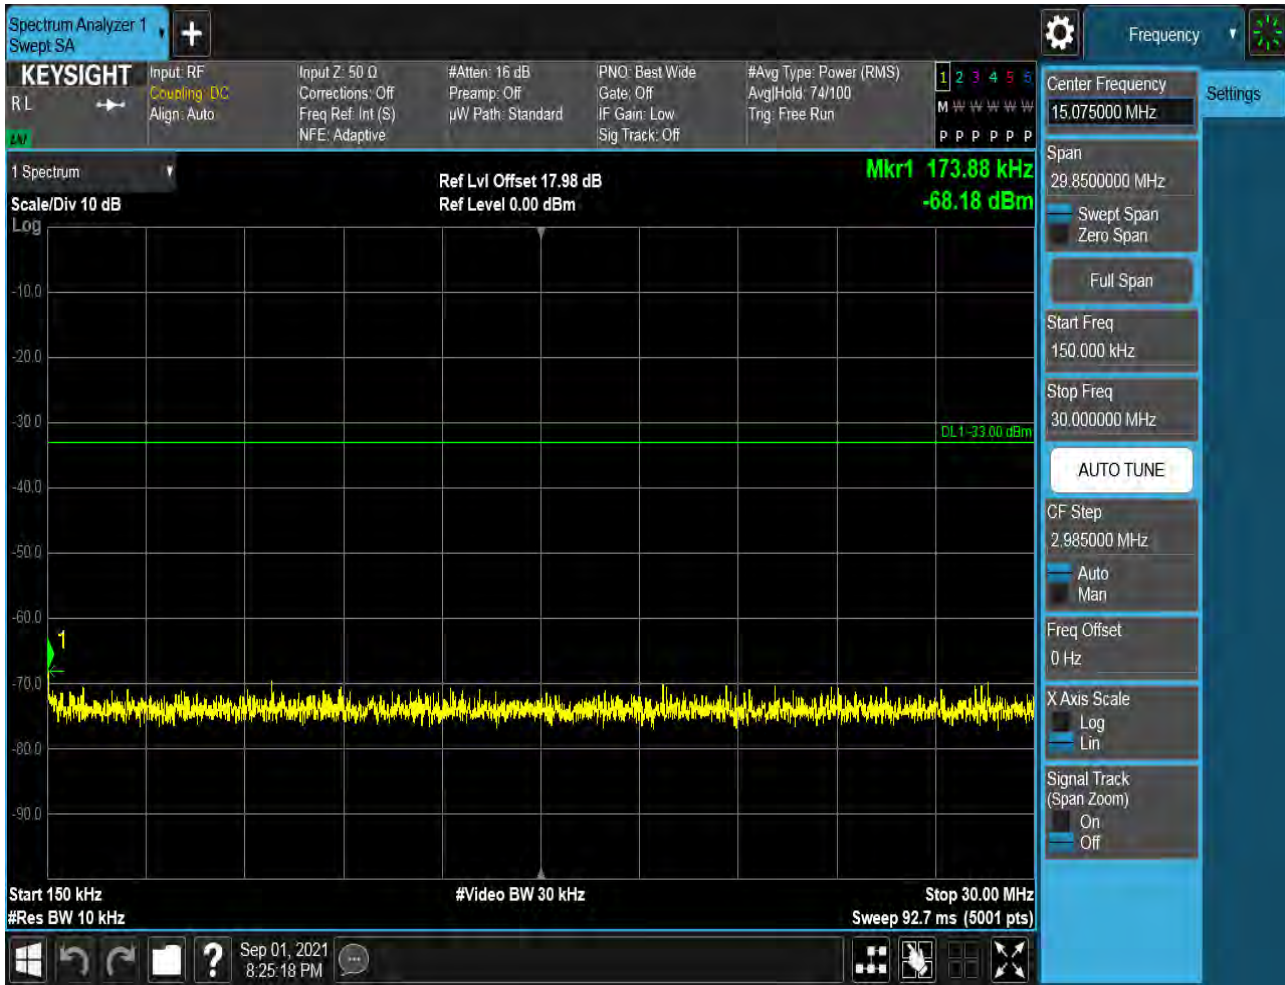 Spectrum Analyzer 1
Swept SA
Frequency
KEYSIGHT
R L
LNI
Input: RF
Coupling: DC
Align: Auto
Input Z: 50 Ω
Corrections: Off
Freq Ref: Int (S)
NFE: Adaptive
#Atten: 16 dB
Preamp: Off
µW Path: Standard
PNO: Best Wide
Gate: Off
IF Gain: Low
Sig Track: Off
#Avg Type: Power (RMS)
Avg|Hold: 74/100
Trig: Free Run
1 2 3 4 5 6
M W W W W W
P P P P P P
1 Spectrum
Scale/Div 10 dB
Log
Ref Lvl Offset 17.98 dB
Ref Level 0.00 dBm
Mkr1 173.88 kHz
-68.18 dBm
-10.0
-20.0
-30.0
DL1 -33.00 dBm
-40.0
-50.0
-60.0
1
-70.0
-80.0
-90.0
Start 150 kHz
#Video BW 30 kHz
Stop 30.00 MHz
#Res BW 10 kHz
Sweep 92.7 ms (5001 pts)
?
Sep 01, 2021
8:25:18 PM
Settings
Center Frequency
15.075000 MHz
Span
29.8500000 MHz
Swept Span
Zero Span
Full Span
Start Freq
150.000 kHz
Stop Freq
30.000000 MHz
AUTO TUNE
CF Step
2.985000 MHz
Auto
Man
Freq Offset
0 Hz
X Axis Scale
Log
Lin
Signal Track
(Span Zoom)
On
Off